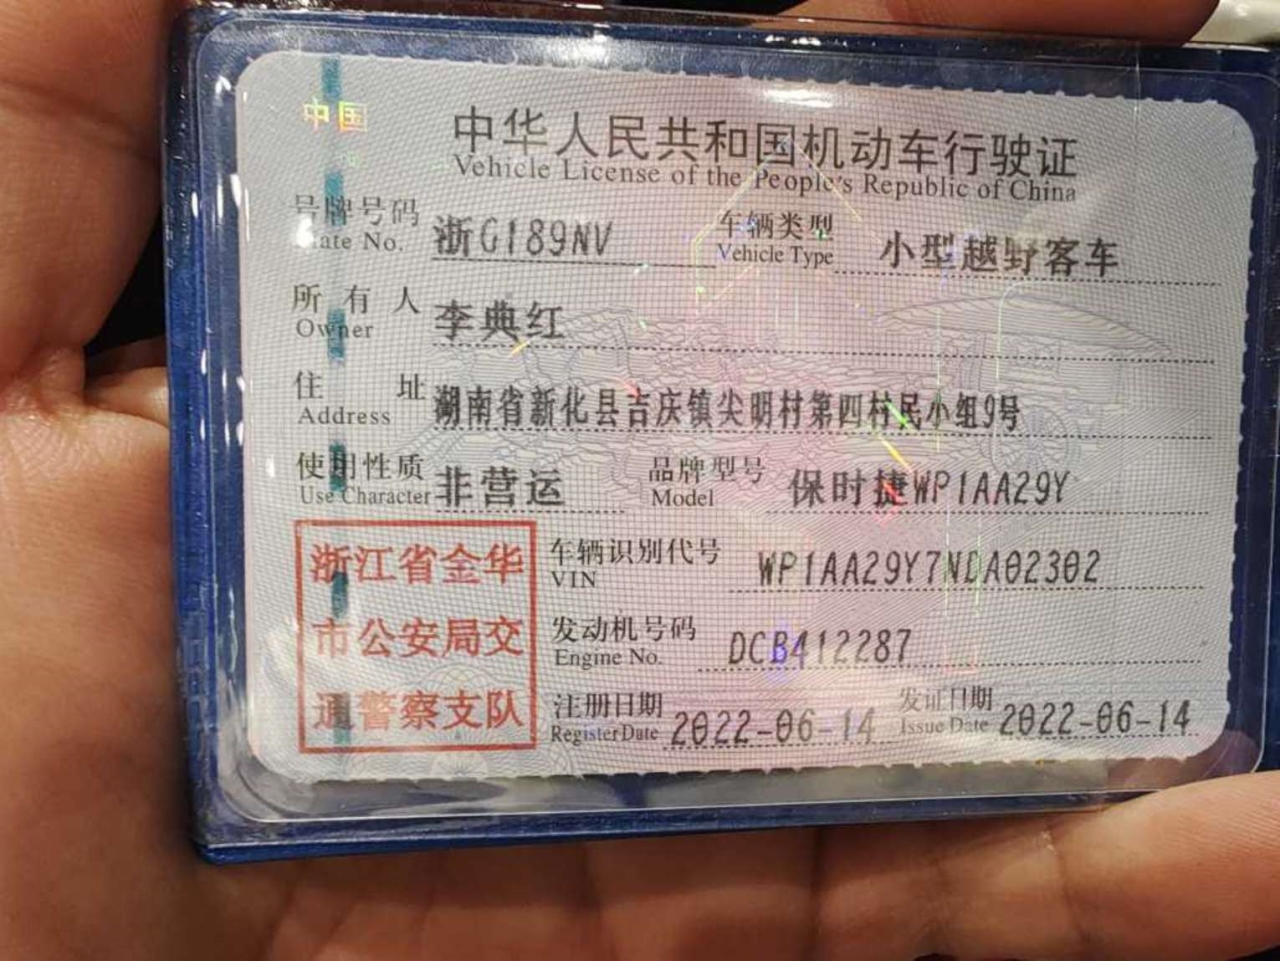 中国
中华人民共和国机动车行驶证
Vehicle License of the People's Republic of China
号牌号码 浙G189NV 车辆类型 小型越野客车
Plate No. Vehicle Type
所有人 李典红
Owner
住址 湖南省新化县吉庆镇尖明村第四村民小组9号
Address
使用性质 非营运 品牌型号 保时捷WP1AA29Y
Use Character Model
浙江省金华
市公安局交
通警察支队
车辆识别代号 WP1AA29Y7NDA02302
VIN
发动机号码 DCB412287
Engine No.
注册日期 2022-06-14 发证日期 2022-06-14
Register Date Issue Date